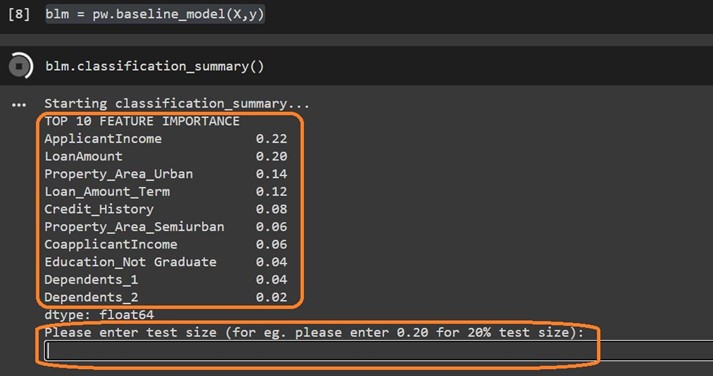 [8] blm = pw.baseline_model(X,y)
blm.classification_summary()
... Starting classification_summary...
TOP 10 FEATURE IMPORTANCE
ApplicantIncome 0.22
LoanAmount 0.20
Property_Area_Urban 0.14
Loan_Amount_Term 0.12
Credit_History 0.08
Property_Area_Semiurban 0.06
CoapplicantIncome 0.06
Education_Not Graduate 0.04
Dependents_1 0.04
Dependents_2 0.02
dtype: float64
Please enter test size (for eg. please enter 0.20 for 20% test size):